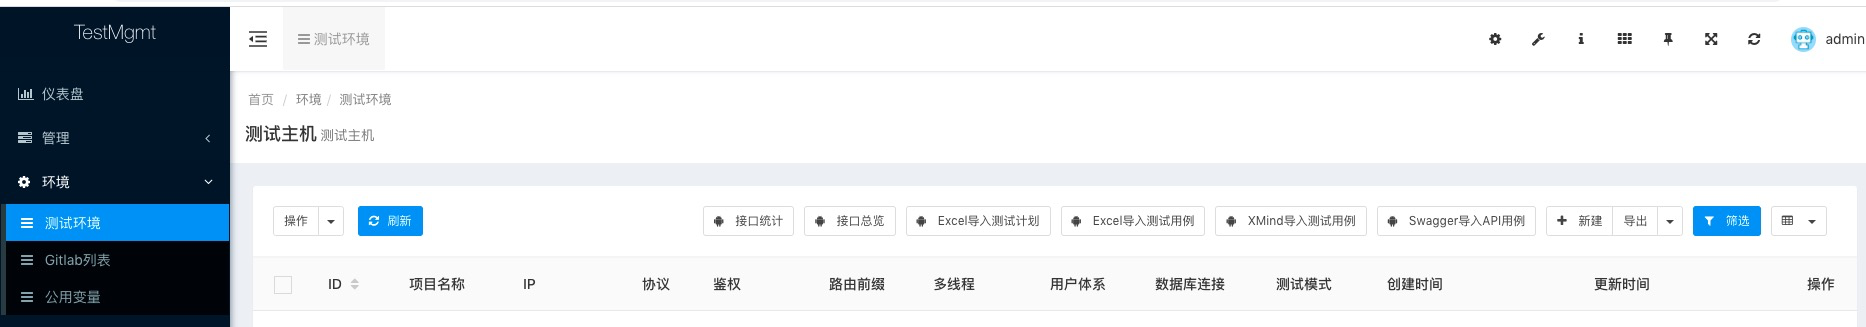 TestMgmt
测试环境
admin
仪表盘
管理
环境
测试环境
Gitlab列表
公用变量
首页 / 环境 / 测试环境
测试主机 测试主机
操作 刷新 接口统计 接口总览 Excel导入测试计划 Excel导入测试用例 XMind导入测试用例 Swagger导入API用例 新建 导出 筛选
ID 项目名称 IP 协议 鉴权 路由前缀 多线程 用户体系 数据库连接 测试模式 创建时间 更新时间 操作